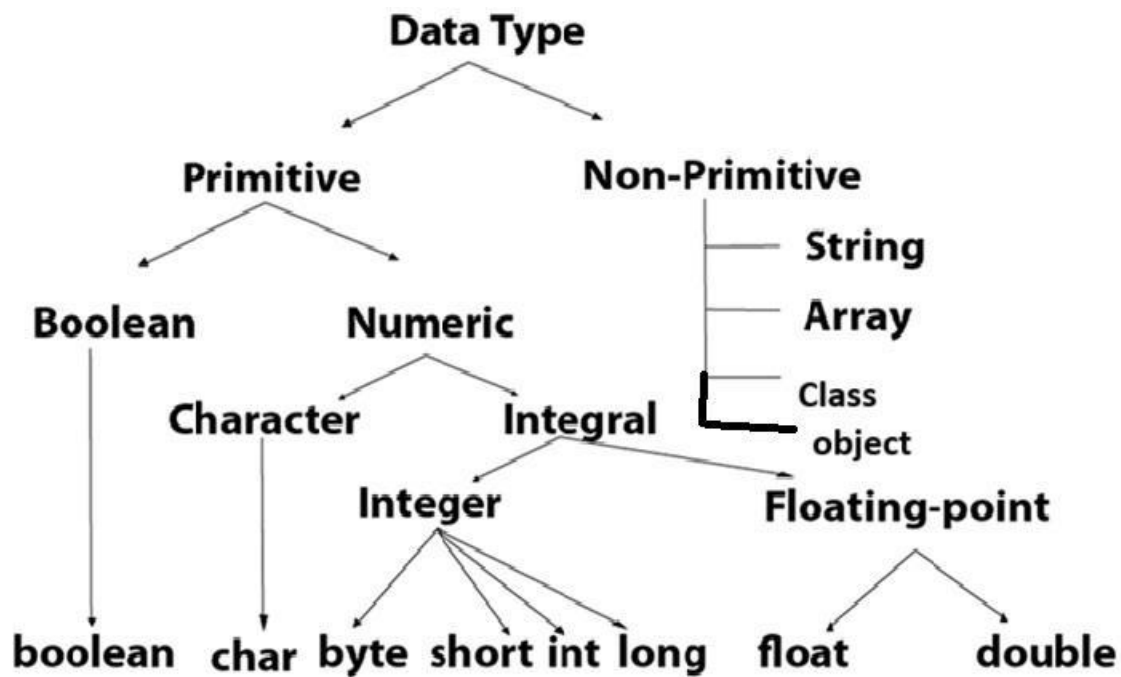 Data Type
Primitive
Non-Primitive
String
Array
Class
object
Boolean
Numeric
Character
Integral
Integer
Floating-point
boolean
char
byte
short
int
long
float
double